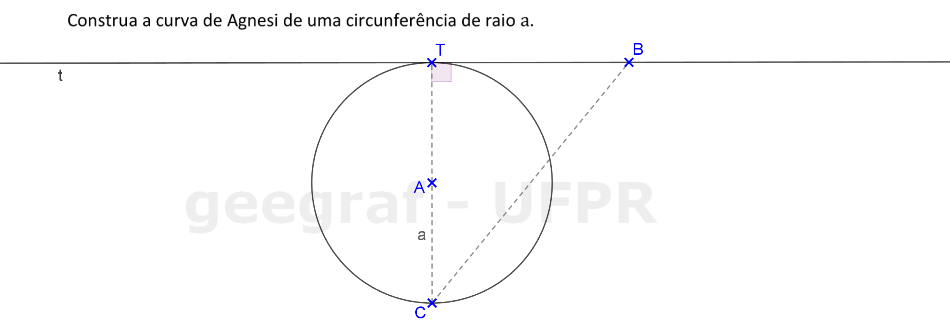 Construa a curva de Agnesi de uma circunferência de raio a.
T
B
t
A
geegraf - UFPR
a
C